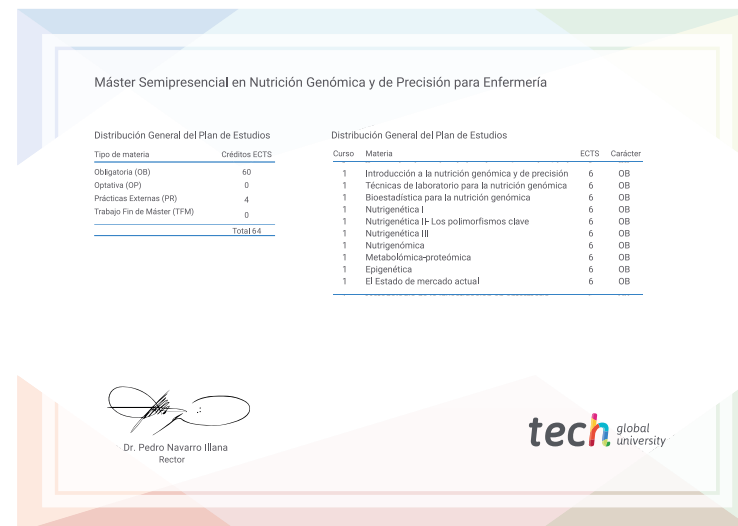 Máster Semipresencial en Nutrición Genómica y de Precisión para Enfermería
Distribución General del Plan de Estudios
Tipo de materia Créditos ECTS
Obligatoria (OB) 60
Optativa (OP) 0
Prácticas Externas (PR) 4
Trabajo Fin de Máster (TFM) 0
Total 64
Distribución General del Plan de Estudios
Curso Materia ECTS Carácter
1 Introducción a la nutrición genómica y de precisión 6 OB
1 Técnicas de laboratorio para la nutrición genómica 6 OB
1 Bioestadística para la nutrición genómica 6 OB
1 Nutrigenética I 6 OB
1 Nutrigenética II- Los polimorfismos clave 6 OB
1 Nutrigenética III 6 OB
1 Nutrigenómica 6 OB
1 Metabolómica-proteómica 6 OB
1 Epigenética 6 OB
1 El Estado de mercado actual 6 OB
Dr. Pedro Navarro Illana
Rector
tech global
university